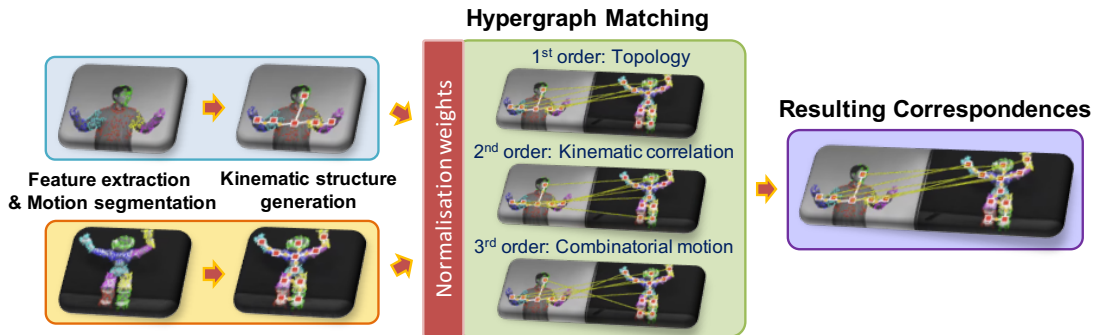 Hypergraph Matching
1st order: Topology
Normalisation weights
2nd order: Kinematic correlation
3rd order: Combinatorial motion
Feature extraction
& Motion segmentation
Kinematic structure
generation
Resulting Correspondences